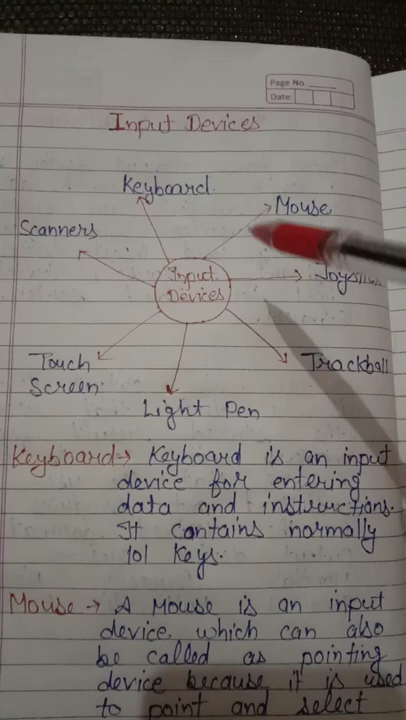 Page No.
Date:
Input Devices
Keyboard
Mouse
Scanners
Input
Devices
Touch
Screen
Trackball
Light Pen
Keyboard → Keyboard is an input
device for entering
data and instructions.
It contains normally
101 keys.
Mouse → A Mouse is an input
device, which can also
be called as pointing
device because it is used
to point and select